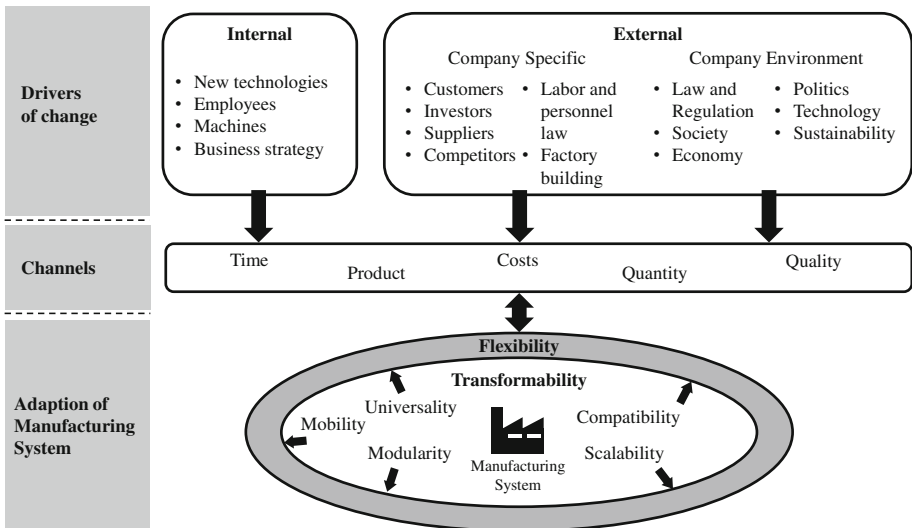 Drivers
of change
Internal
• New technologies
• Employees
• Machines
• Business strategy
External
Company Specific
• Customers
• Investors
• Suppliers
• Competitors
• Labor and
personnel
law
• Factory
building
Company Environment
• Law and
Regulation
• Society
• Economy
• Politics
• Technology
• Sustainability
Channels
Time
Product
Costs
Quantity
Quality
Adaption of
Manufacturing
System
Flexibility
Transformability
Universality
Mobility
Modularity
Manufacturing
System
Compatibility
Scalability